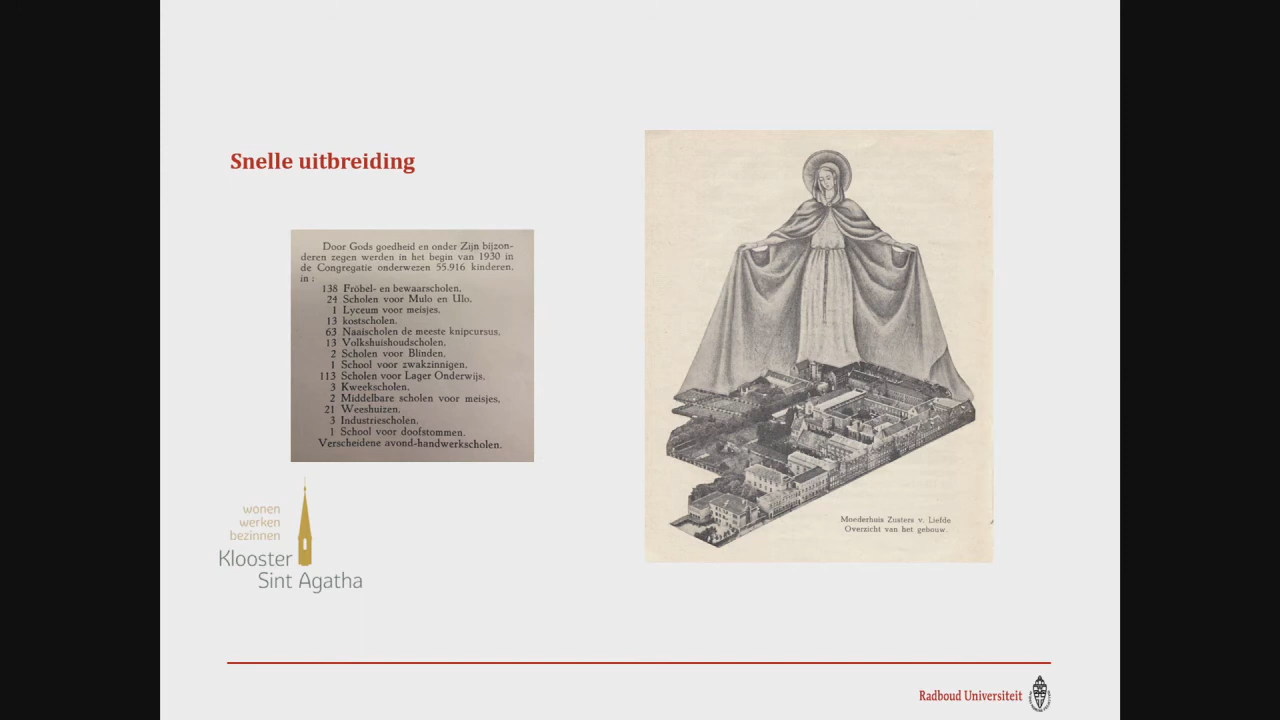 Snelle uitbreiding
Door Gods goedheid en onder Zijn bijzon-
deren zegen werden in het begin van 1930 in
de Congregatie onderwezen 55.916 kinderen,
in :
138 Fröbel- en bewaarscholen,
24 Scholen voor Mulo en Ulo,
1 Lyceum voor meisjes,
13 kostscholen,
63 Naaischolen de meeste knipcursus,
13 Volkshuishoudscholen,
2 Scholen voor Blinden,
1 School voor zwakzinnigen,
113 Scholen voor Lager Onderwijs,
3 Kweekscholen,
2 Middelbare scholen voor meisjes,
21 Weeshuizen,
3 Industriescholen,
1 School voor doofstommen,
Verscheidene avond-handwerkscholen.
wonen
werken
bezinnen
Klooster
Sint Agatha
Moederhuis Zusters v. Liefde
Overzicht van het gebouw.
Radboud Universiteit